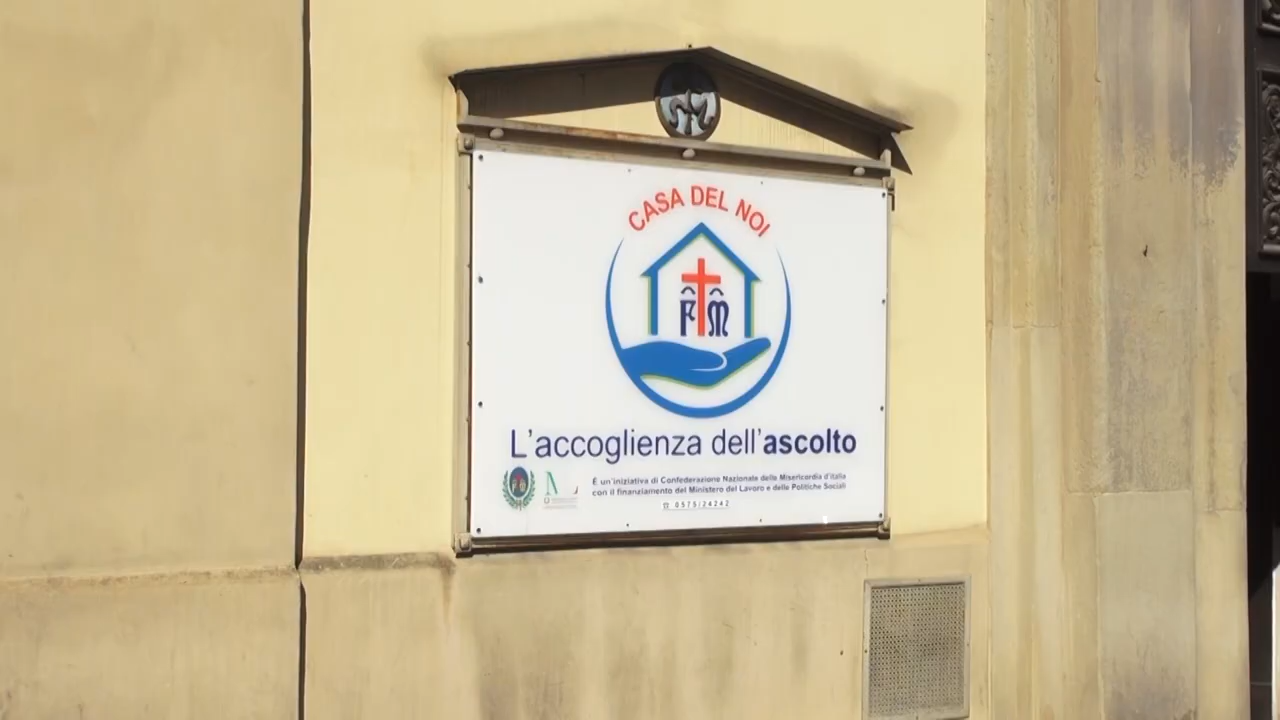 CASA DEL NOI
F M
L'accoglienza dell'ascolto
È un'iniziativa di Confederazione Nazionale delle Misericordie d'Italia
con il finanziamento del Ministero del Lavoro e delle Politiche Sociali
☏ 0575/24242